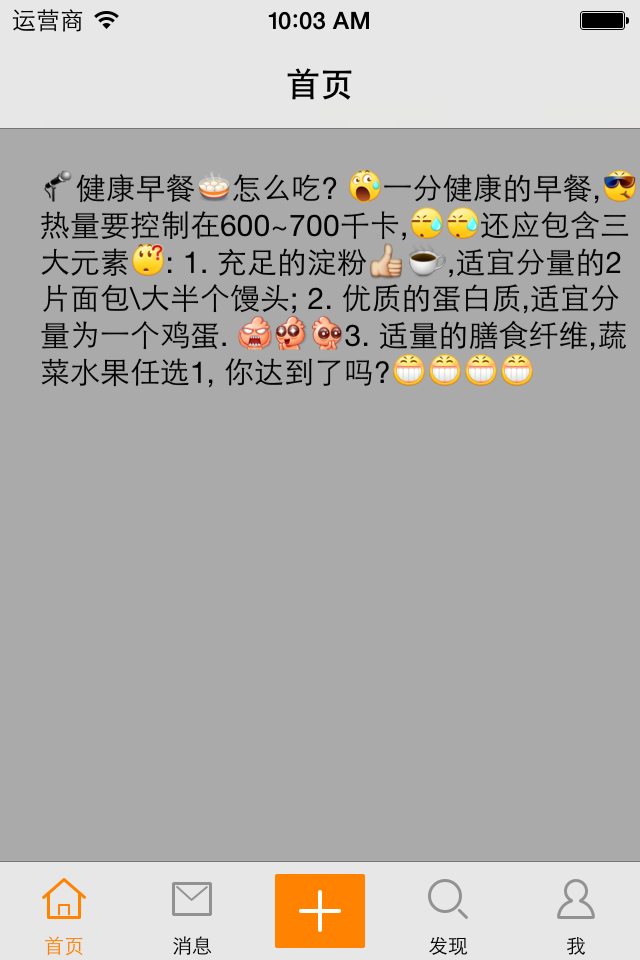 运营商 10:03 AM
首页
🎤健康早餐🍲怎么吃? 😱一分健康的早餐,😎
热量要控制在600~700千卡,😓😓还应包含三
大元素🤔: 1. 充足的淀粉👍☕,适宜分量的2
片面包\大半个馒头; 2. 优质的蛋白质,适宜分
量为一个鸡蛋. 3. 适量的膳食纤维,蔬
菜水果任选1, 你达到了吗?😁😁😁😁
首页 消息 发现 我